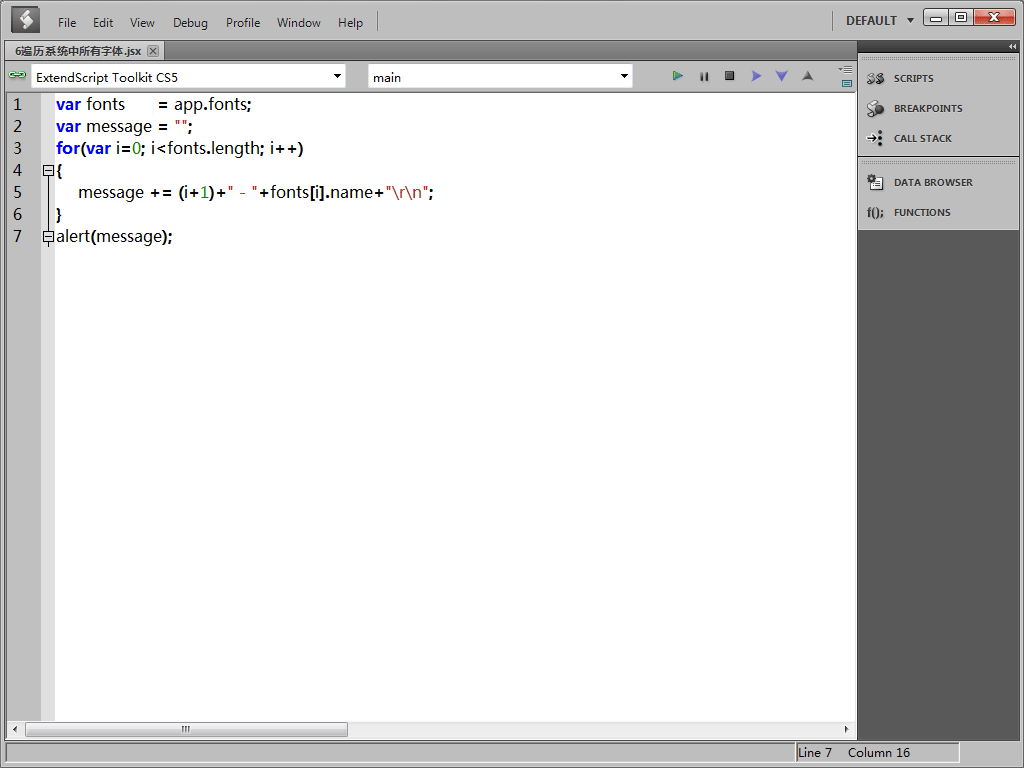 File Edit View Debug Profile Window Help DEFAULT
6遍历系统中所有字体.jsx
ExtendScript Toolkit CS5 main
1 var fonts = app.fonts;
2 var message = "";
3 for(var i=0; i<fonts.length; i++)
4 {
5 message += (i+1)+" - "+fonts[i].name+"\r\n";
6 }
7 alert(message);
SCRIPTS
BREAKPOINTS
CALL STACK
DATA BROWSER
f(); FUNCTIONS
Line 7 Column 16